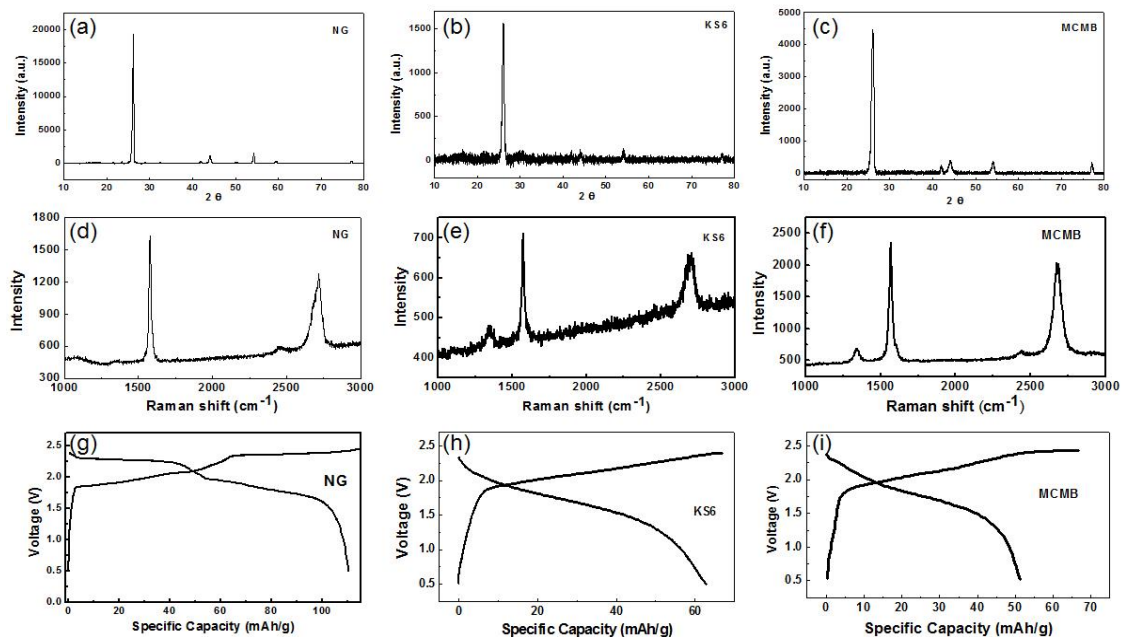 (a)
NG
Intensity (a.u.)
20000
15000
10000
5000
0
10 20 30 40 50 60 70 80
2 θ
(b)
KS6
Intensity (a.u.)
1500
1000
500
0
10 20 30 40 50 60 70 80
2 θ
(c)
MCMB
Intensity (a.u.)
5000
4000
3000
2000
1000
0
10 20 30 40 50 60 70 80
2 θ
(d)
NG
Intensity
1800
1500
1200
900
600
300
1000 1500 2000 2500 3000
Raman shift (cm⁻¹)
(e)
KS6
Intensity
700
600
500
400
1000 1500 2000 2500 3000
Raman shift (cm⁻¹)
(f)
MCMB
Intensity
2500
2000
1500
1000
500
1000 1500 2000 2500 3000
Raman shift (cm⁻¹)
(g)
NG
Voltage (V)
2.5
2.0
1.5
1.0
0.5
0.0
0 20 40 60 80 100
Specific Capacity (mAh/g)
(h)
KS6
Voltage (V)
2.5
2.0
1.5
1.0
0.5
0 20 40 60
Specific Capacity (mAh/g)
(i)
MCMB
Voltage (V)
2.5
2.0
1.5
1.0
0.5
0 10 20 30 40 50 60 70
Specific Capacity (mAh/g)